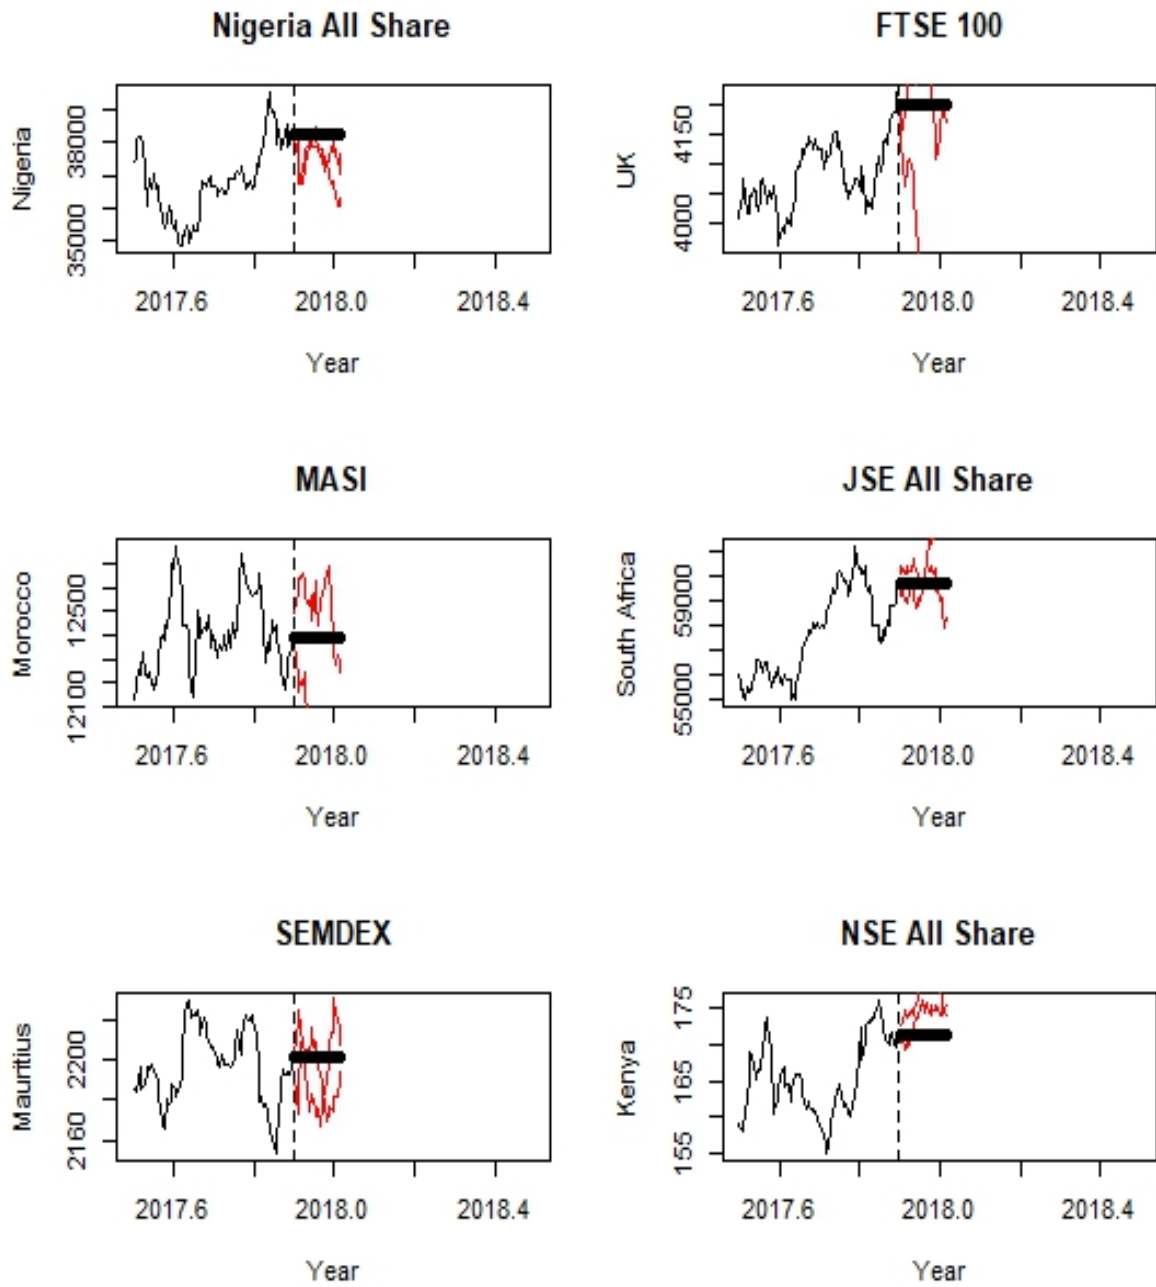 Nigeria All Share
Nigeria
35000 38000
2017.6 2018.0 2018.4
Year
FTSE 100
UK
4000 4150
2017.6 2018.0 2018.4
Year
MASI
Morocco
12100 12500
2017.6 2018.0 2018.4
Year
JSE All Share
South Africa
55000 59000
2017.6 2018.0 2018.4
Year
SEMDEX
Mauritius
2160 2200
2017.6 2018.0 2018.4
Year
NSE All Share
Kenya
155 165 175
2017.6 2018.0 2018.4
Year